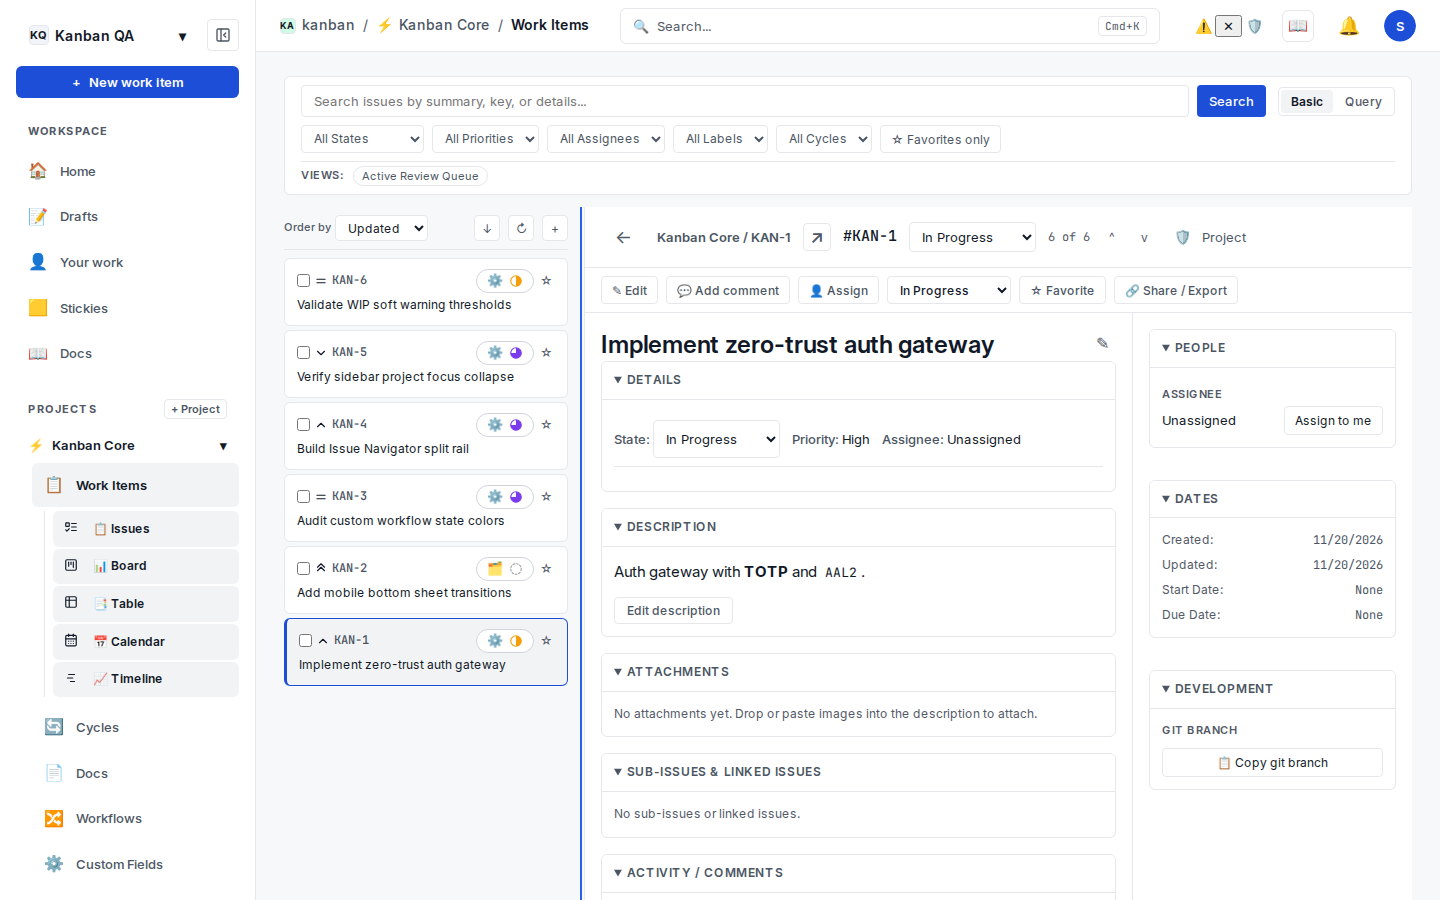 KQ Kanban QA ▾
+ New work item
WORKSPACE
Home
Drafts
Your work
Stickies
Docs
PROJECTS
+ Project
Kanban Core ▾
Work Items
Issues
Board
Table
Calendar
Timeline
Cycles
Docs
Workflows
Custom Fields
KA kanban / ⚡ Kanban Core / Work Items
Search... Cmd+K
S
Search issues by summary, key, or details...
Search
Basic Query
All States All Priorities All Assignees All Labels All Cycles ☆ Favorites only
VIEWS: Active Review Queue
Order by Updated ↓ ↻ +
KAN-6
Validate WIP soft warning thresholds
KAN-5
Verify sidebar project focus collapse
KAN-4
Build Issue Navigator split rail
KAN-3
Audit custom workflow state colors
KAN-2
Add mobile bottom sheet transitions
KAN-1
Implement zero-trust auth gateway
← Kanban Core / KAN-1 #KAN-1 In Progress 6 of 6 ^ v Project
✎ Edit Add comment Assign In Progress ☆ Favorite Share / Export
Implement zero-trust auth gateway ✎
▾ DETAILS
State: In Progress Priority: High Assignee: Unassigned
▾ DESCRIPTION
Auth gateway with TOTP and AAL2.
Edit description
▾ ATTACHMENTS
No attachments yet. Drop or paste images into the description to attach.
▾ SUB-ISSUES & LINKED ISSUES
No sub-issues or linked issues.
▾ ACTIVITY / COMMENTS
▾ PEOPLE
ASSIGNEE
Unassigned Assign to me
▾ DATES
Created: 11/20/2026
Updated: 11/20/2026
Start Date: None
Due Date: None
▾ DEVELOPMENT
GIT BRANCH
Copy git branch